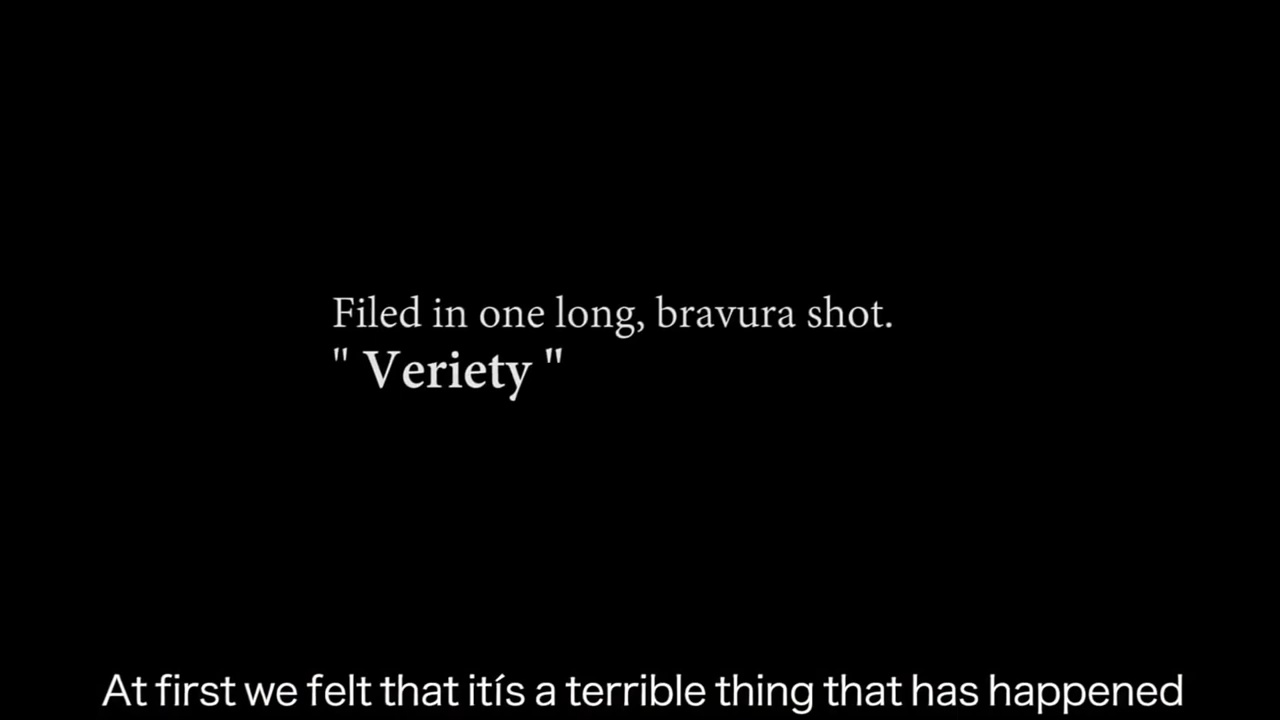 Filed in one long, bravura shot.
" Veriety "
At first we felt that itís a terrible thing that has happened